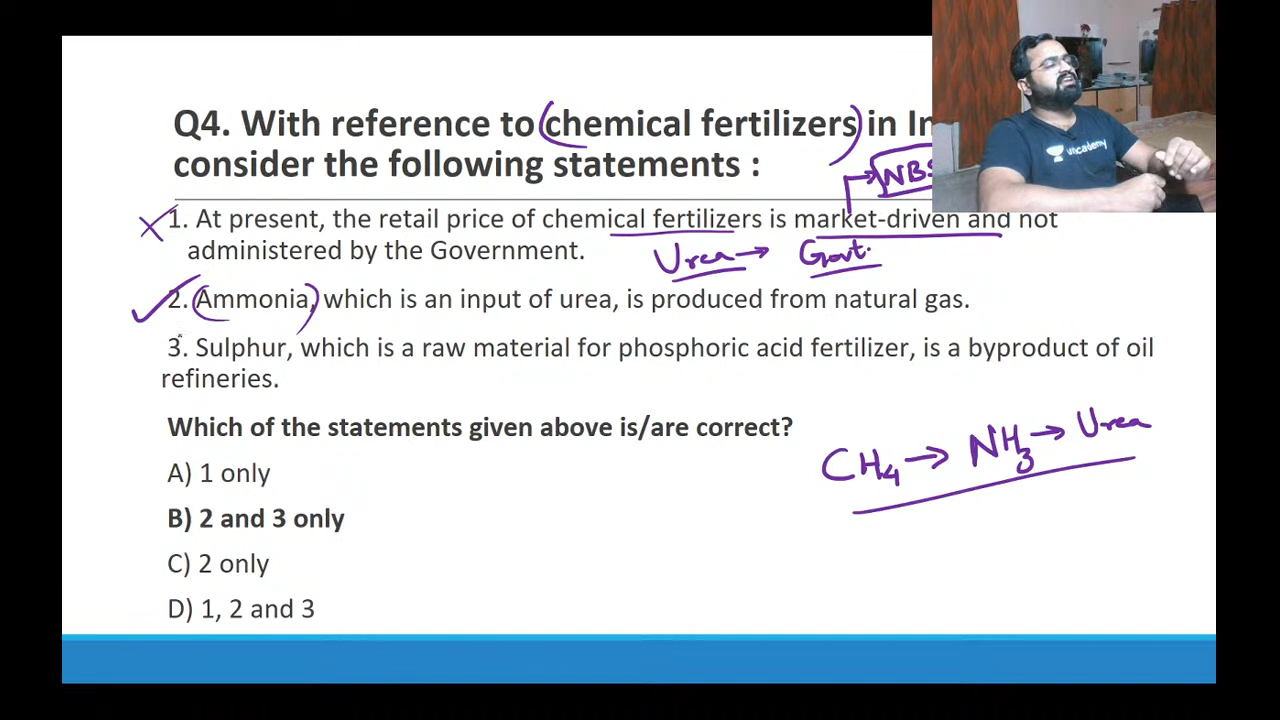 Q4. With reference to (chemical fertilizers) in In
consider the following statements :
NBS
1. At present, the retail price of chemical fertilizers is market-driven and not
administered by the Government.
Urea → Govt.
2. (Ammonia,) which is an input of urea, is produced from natural gas.
3. Sulphur, which is a raw material for phosphoric acid fertilizer, is a byproduct of oil
refineries.
Which of the statements given above is/are correct?
CH4 → NH3 → Urea
A) 1 only
B) 2 and 3 only
C) 2 only
D) 1, 2 and 3
unacademy